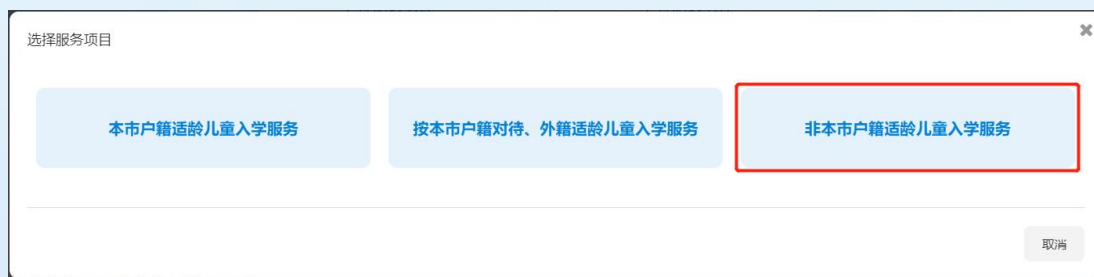 选择服务项目
本市户籍适龄儿童入学服务
按本市户籍对待、外籍适龄儿童入学服务
非本市户籍适龄儿童入学服务
取消